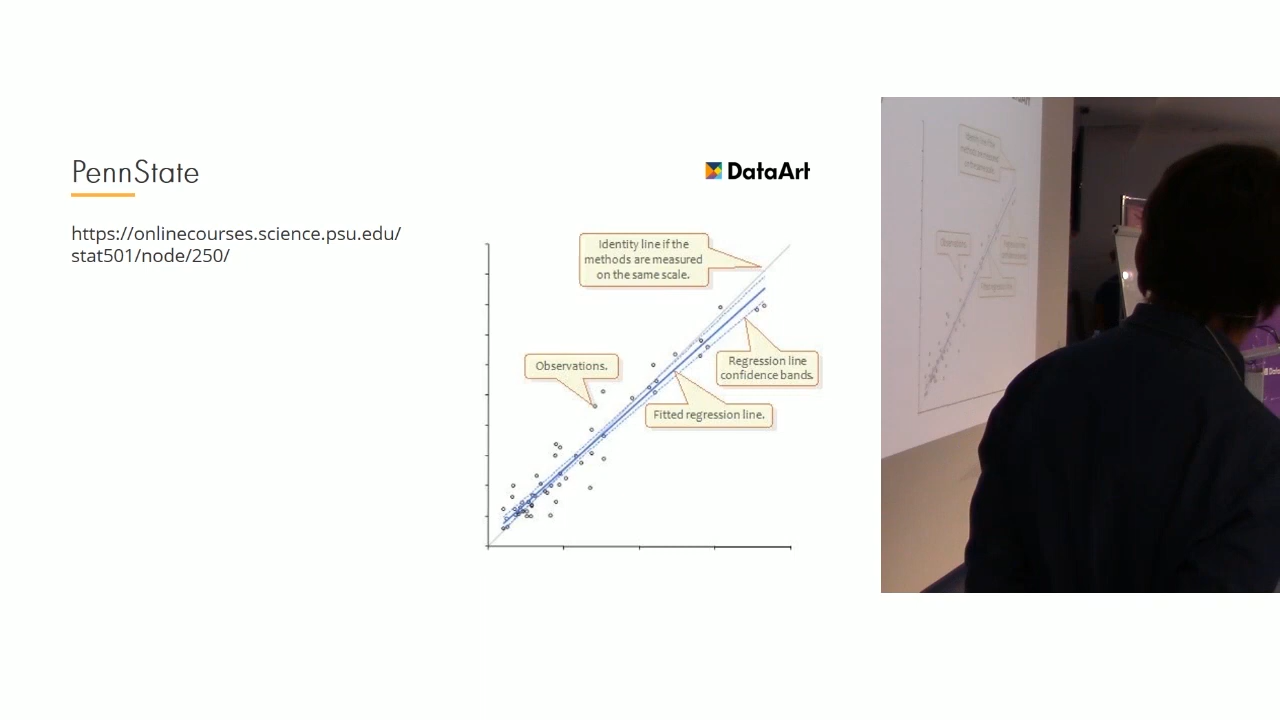 PennState
https://onlinecourses.science.psu.edu/
stat501/node/250/
DataArt
Identity line if the
methods are measured
on the same scale.
Observations.
Regression line
confidence bands.
Fitted regression line.